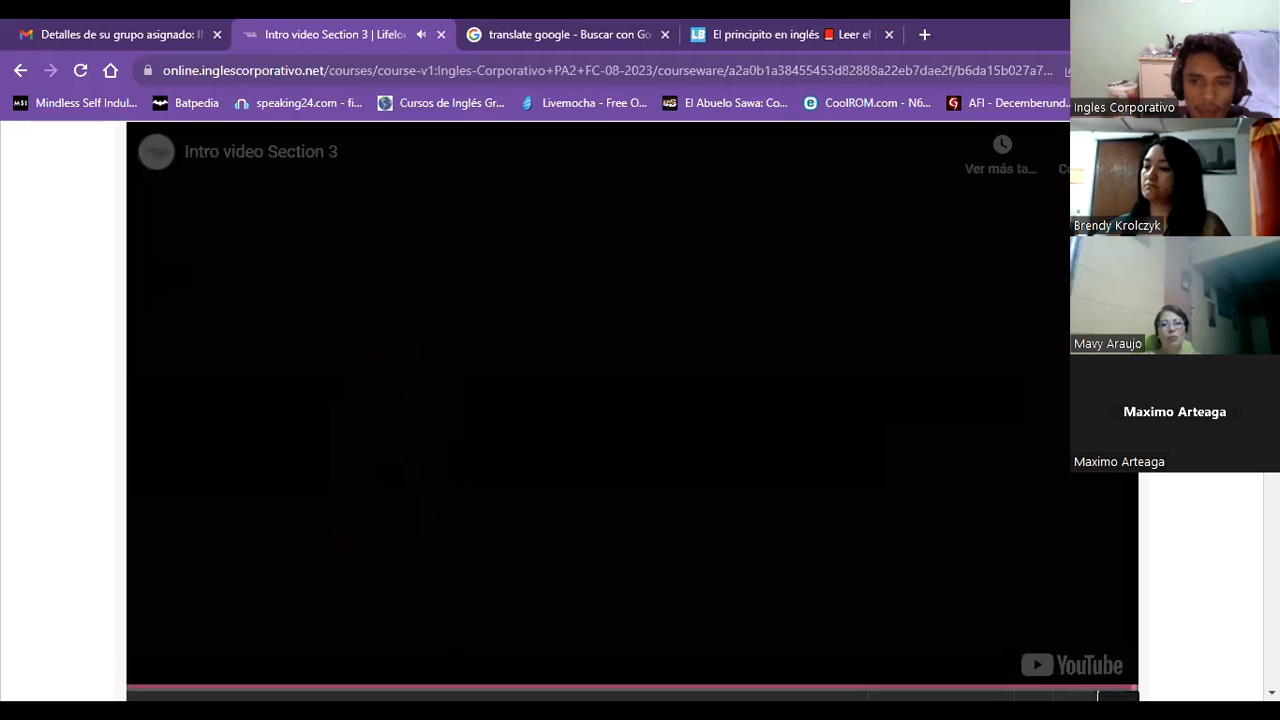 Detalles de su grupo asignado: II
Intro video Section 3 | Lifelo
translate google - Buscar con Go
El principito en inglés 📕 Leer el
online.inglescorporativo.net/courses/course-v1:Ingles-Corporativo+PA2+FC-08-2023/courseware/a2a0b1a38455453d82888a22eb7dae2f/b6da15b027a7...
Mindless Self Indul...
Batpedia
speaking24.com - fi...
Cursos de Inglés Gr...
Livemocha - Free O...
El Abuelo Sawa: Co...
CoolROM.com - N6...
AFI - Decemberund
Intro video Section 3
Ver más ta...
YouTube
Ingles Corporativo
Brendy Krolczyk
Mavy Araujo
Maximo Arteaga
Maximo Arteaga